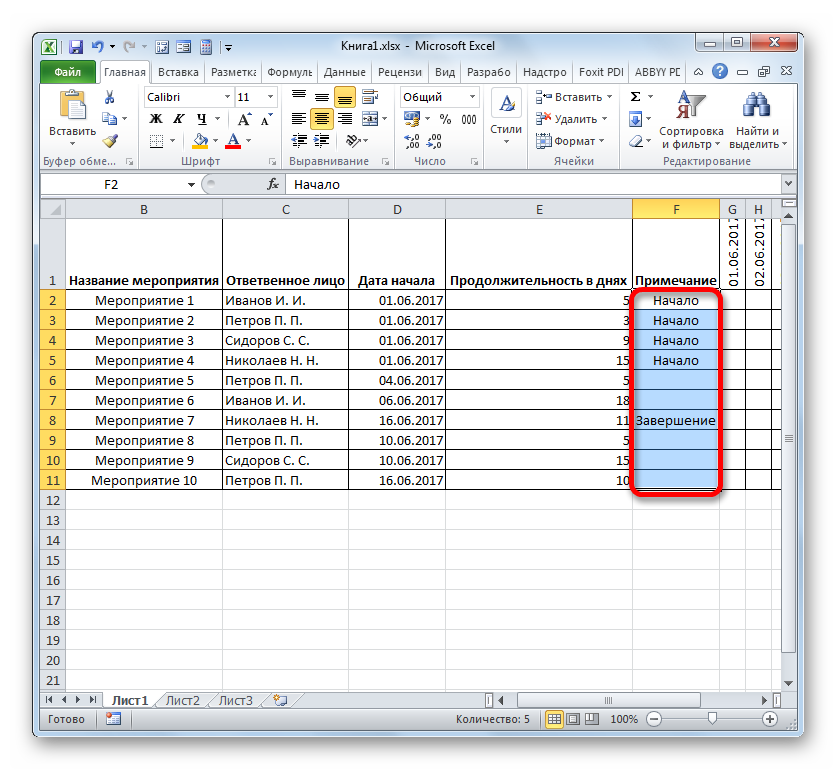 Книга1.xlsx - Microsoft Excel
Файл Главная Вставка Разметка Формуль Данные Рецензи Вид Разрабо Надстро Foxit PDI ABBYY PD
Вставить
Calibri 11
Ж К Ч
Общий
% 000
Стили
Вставить
Удалить
Формат
Σ
Сортировка и фильтр
Найти и выделить
Буфер обме... Шрифт Выравнивание Число Ячейки Редактирование
F2 fx Начало
B C D E F G H
1 Название мероприятия Ответвенное лицо Дата начала Продолжительность в днях Примечание 01.06.2017 02.06.2017
2 Мероприятие 1 Иванов И. И. 01.06.2017 5 Начало
3 Мероприятие 2 Петров П. П. 01.06.2017 3 Начало
4 Мероприятие 3 Сидоров С. С. 01.06.2017 9 Начало
5 Мероприятие 4 Николаев Н. Н. 01.06.2017 15 Начало
6 Мероприятие 5 Петров П. П. 04.06.2017 5
7 Мероприятие 6 Иванов И. И. 06.06.2017 18
8 Мероприятие 7 Николаев Н. Н. 16.06.2017 11 Завершение
9 Мероприятие 8 Петров П. П. 10.06.2017 5
10 Мероприятие 9 Сидоров С. С. 10.06.2017 15
11 Мероприятие 10 Петров П. П. 16.06.2017 10
12
13
14
15
16
17
18
19
20
21
Лист1 Лист2 Лист3
Готово Количество: 5 100%